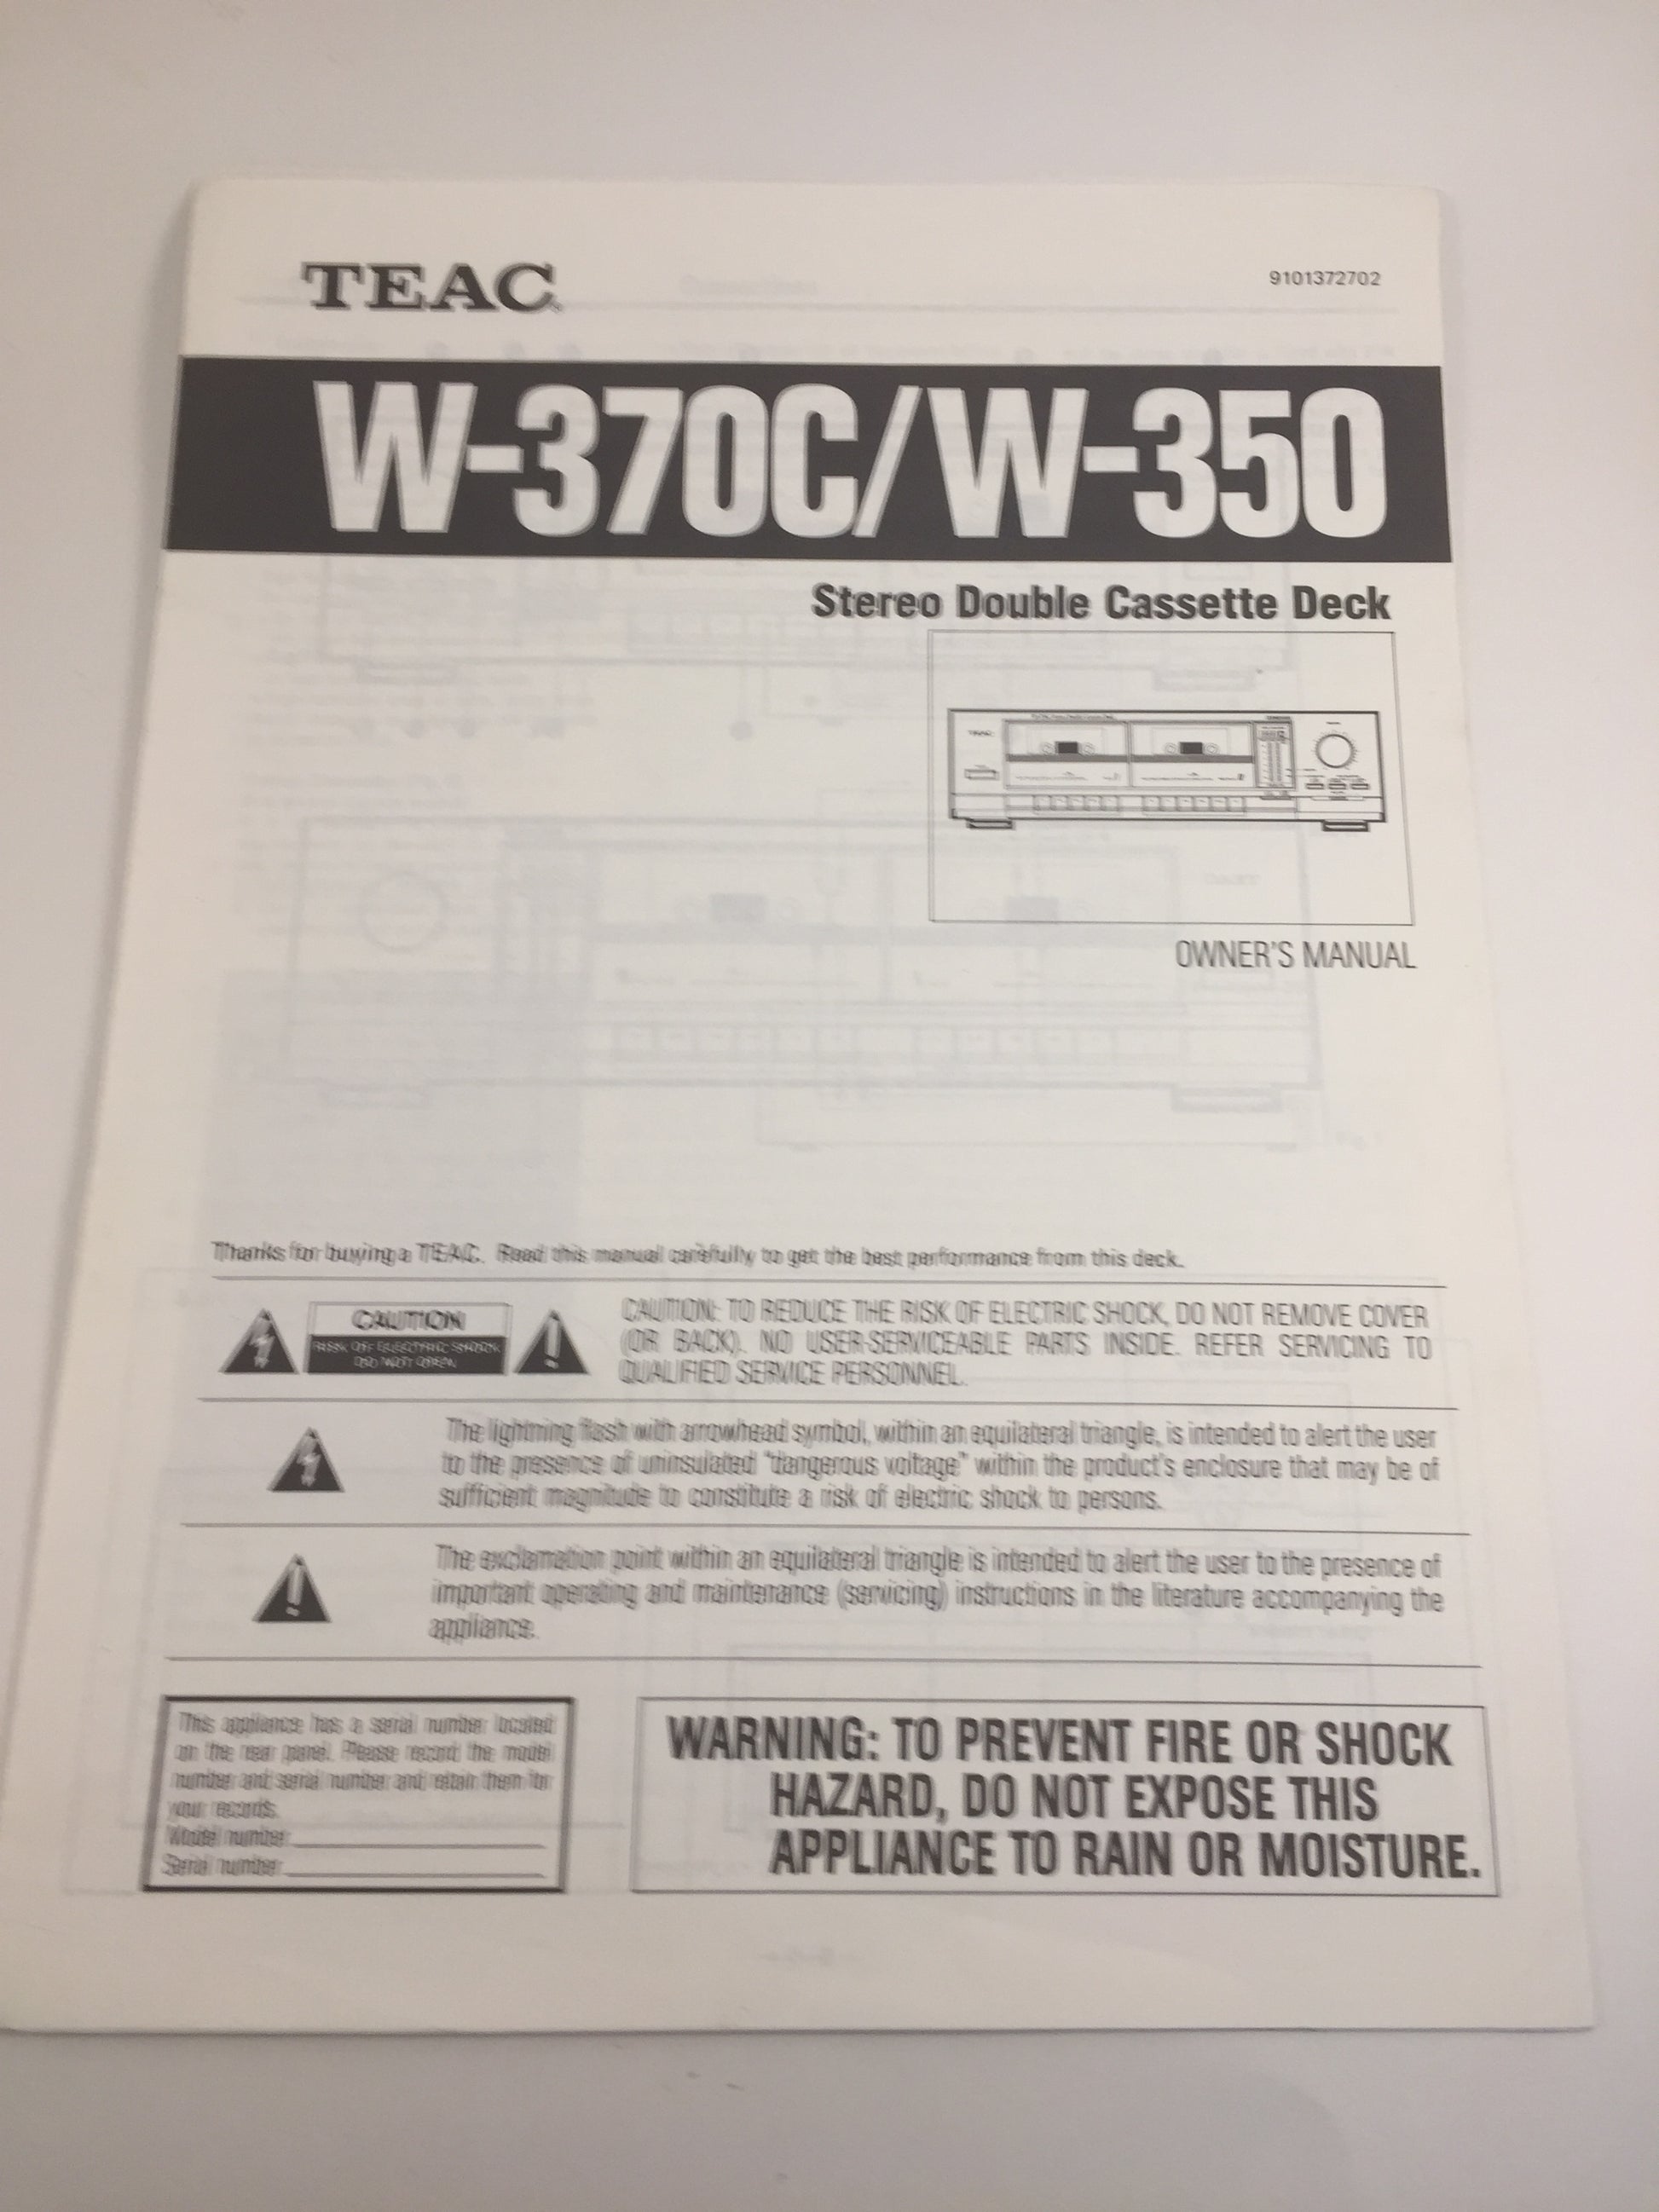 TEAC
9101372702
W-370C/W-350
Stereo Double Cassette Deck
TEAC
OWNER'S MANUAL
Thanks for buying a TEAC. Read this manual carefully to get the best performance from this deck.
CAUTION
RISK OF ELECTRIC SHOCK
DO NOT OPEN
CAUTION: TO REDUCE THE RISK OF ELECTRIC SHOCK, DO NOT REMOVE COVER
(OR BACK). NO USER-SERVICEABLE PARTS INSIDE. REFER SERVICING TO
QUALIFIED SERVICE PERSONNEL.
The lightning flash with arrowhead symbol, within an equilateral triangle, is intended to alert the user
to the presence of uninsulated "dangerous voltage" within the product's enclosure that may be of
sufficient magnitude to constitute a risk of electric shock to persons.
The exclamation point within an equilateral triangle is intended to alert the user to the presence of
important operating and maintenance (servicing) instructions in the literature accompanying the
appliance.
This appliance has a serial number located
on the rear panel. Please record the model
number and serial number and retain them for
your records.
Model number
Serial number
WARNING: TO PREVENT FIRE OR SHOCK
HAZARD, DO NOT EXPOSE THIS
APPLIANCE TO RAIN OR MOISTURE.